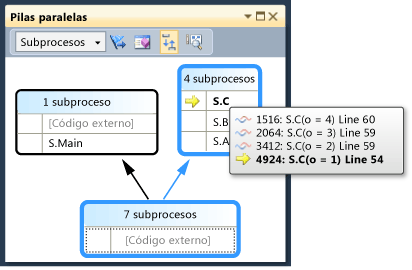 Pilas paralelas
Subprocesos
4 subprocesos
1 subproceso
S.C
[Código externo]
S.B
1516: S.C(o = 4) Line 60
S.Main
S.A
2064: S.C(o = 3) Line 59
3412: S.C(o = 2) Line 59
4924: S.C(o = 1) Line 54
7 subprocesos
[Código externo]